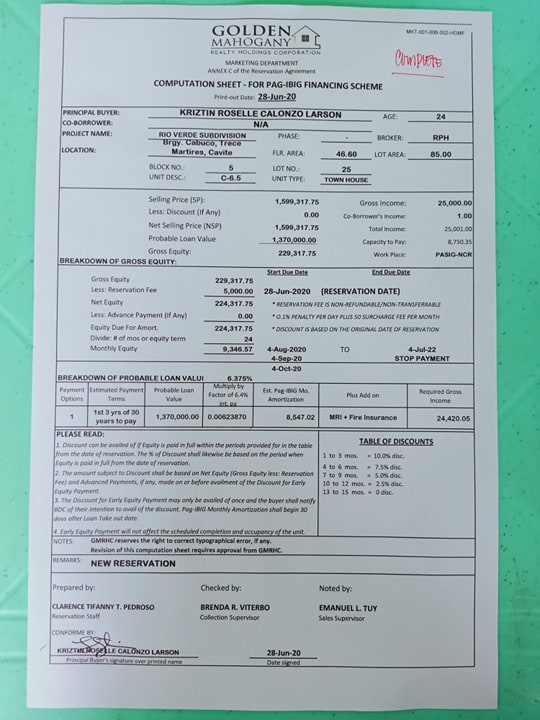 GOLDEN
MAHOGANY
REALTY HOLDINGS CORPORATION
MKT-001-006-002-HDMF
COMPLETE
MARKETING DEPARTMENT
ANNEX C of the Reservation Agreement
COMPUTATION SHEET - FOR PAG-IBIG FINANCING SCHEME
Print-out Date: 28-Jun-20
PRINCIPAL BUYER: KRIZTIN ROSELLE CALONZO LARSON AGE: 24
CO-BORROWER: N/A
PROJECT NAME: RIO VERDE SUBDIVISION PHASE: - BROKER: RPH
LOCATION: Brgy. Cabuco, Trece Martires, Cavite FLR. AREA: 46.60 LOT AREA: 85.00
BLOCK NO.: 5 LOT NO.: 25
UNIT DESC.: C-6.5 UNIT TYPE: TOWN HOUSE
Selling Price (SP): 1,599,317.75 Gross Income: 25,000.00
Less: Discount (If Any) 0.00 Co-Borrower's Income: 1.00
Net Selling Price (NSP) 1,599,317.75 Total Income: 25,001.00
Probable Loan Value 1,370,000.00 Capacity to Pay: 8,750.35
Gross Equity: 229,317.75 Work Place: PASIG-NCR
BREAKDOWN OF GROSS EQUITY:
Start Due Date End Due Date
Gross Equity 229,317.75
Less: Reservation Fee 5,000.00 28-Jun-2020 (RESERVATION DATE)
Net Equity 224,317.75 * RESERVATION FEE IS NON-REFUNDABLE/NON-TRANSFERRABLE
Less: Advance Payment (If Any) 0.00 * 0.1% PENALTY PER DAY PLUS 50 SURCHARGE FEE PER MONTH
Equity Due For Amort. 224,317.75 * DISCOUNT IS BASED ON THE ORIGINAL DATE OF RESERVATION
Divide: # of mos or equity term 24
Monthly Equity 9,346.57 4-Aug-2020 TO 4-Jul-22
4-Sep-20 STOP PAYMENT
4-Oct-20
BREAKDOWN OF PROBABLE LOAN VALUE 6.375%
Payment Options Estimated Payment Terms Probable Loan Value Multiply by Factor of 6.4% int. pa Est. Pag-IBIG Mo. Amortization Plus Add on Required Gross Income
1 1st 3 yrs of 30 years to pay 1,370,000.00 0.00623870 8,547.02 MRI + Fire Insurance 24,420.05
PLEASE READ:
1. Discount can be availed of if Equity is paid in full within the periods provided for in the table
from the date of reservation. The % of Discount shall likewise be based on the period when
Equity is paid in full from the date of reservation.
2. The amount subject to Discount shall be based on Net Equity (Gross Equity less: Reservation
Fee) and Advanced Payments, if any, made on or before availment of the Discount for Early
Equity Payment.
3. The Discount for Early Equity Payment may only be availed of once and the buyer shall notify
BDC of their intention to avail of the discount. Pag-IBIG Monthly Amortization shall begin 30
days after Loan Take out date.
4. Early Equity Payment will not affect the scheduled completion and occupancy of the unit.
TABLE OF DISCOUNTS
1 to 3 mos. = 10.0% disc.
4 to 6 mos. = 7.5% disc.
7 to 9 mos. = 5.0% disc.
10 to 12 mos. = 2.5% disc.
13 to 15 mos. = 0 disc.
NOTES: GMRHC reserves the right to correct typographical error, if any.
Revision of this computation sheet requires approval from GMRHC.
REMARKS: NEW RESERVATION
Prepared by: Checked by: Noted by:
CLARENCE TIFANNY T. PEDROSO BRENDA R. VITERBO EMANUEL L. TUY
Reservation Staff Collection Supervisor Sales Supervisor
CONFORME BY:
KRIZTIN ROSELLE CALONZO LARSON 28-Jun-20
Principal Buyer's signature over printed name Date signed